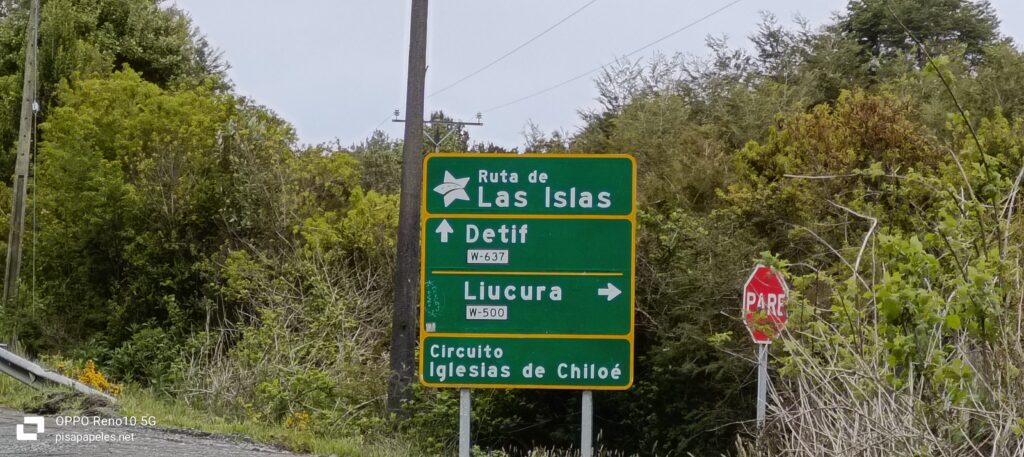 Ruta de
Las Islas
Detif
W-637
Liucura
W-500
Circuito
Iglesias de Chiloé
PARE
OPPO Reno10 5G
pisapapeles.net